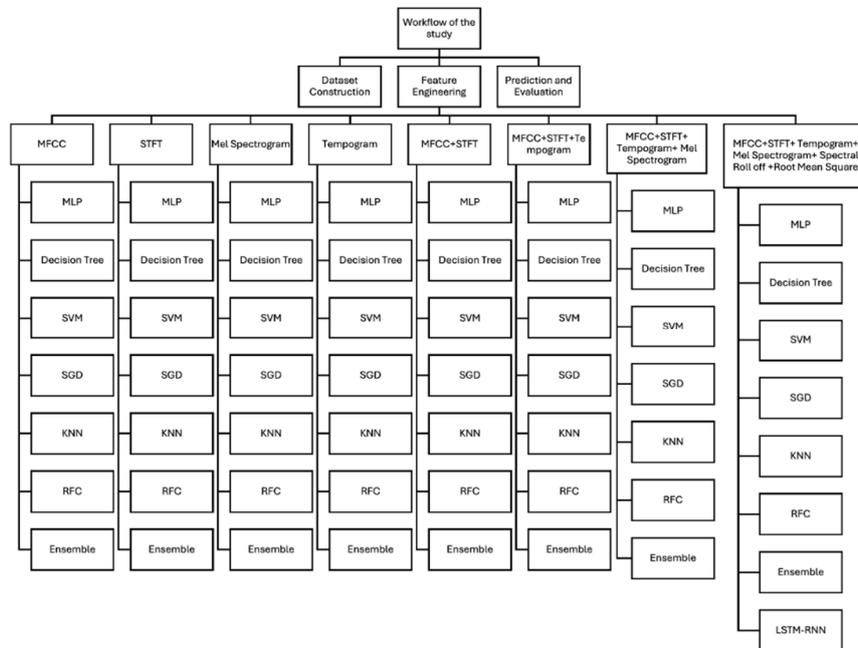 Workflow of the
study
Dataset
Construction
Feature
Engineering
Prediction and
Evaluation
MFCC
STFT
Mel Spectrogram
Tempogram
MFCC+STFT
MFCC+STFT+Te
mpogram
MFCC+STFT+
Tempogram+ Mel
Spectrogram
MFCC+STFT+ Tempogram+
Mel Spectrogram+ Spectral
Roll off +Root Mean Square
MLP
Decision Tree
SVM
SGD
KNN
RFC
Ensemble
MLP
Decision Tree
SVM
SGD
KNN
RFC
Ensemble
MLP
Decision Tree
SVM
SGD
KNN
RFC
Ensemble
MLP
Decision Tree
SVM
SGD
KNN
RFC
Ensemble
MLP
Decision Tree
SVM
SGD
KNN
RFC
Ensemble
MLP
Decision Tree
SVM
SGD
KNN
RFC
Ensemble
MLP
Decision Tree
SVM
SGD
KNN
RFC
Ensemble
MLP
Decision Tree
SVM
SGD
KNN
RFC
Ensemble
LSTM-RNN